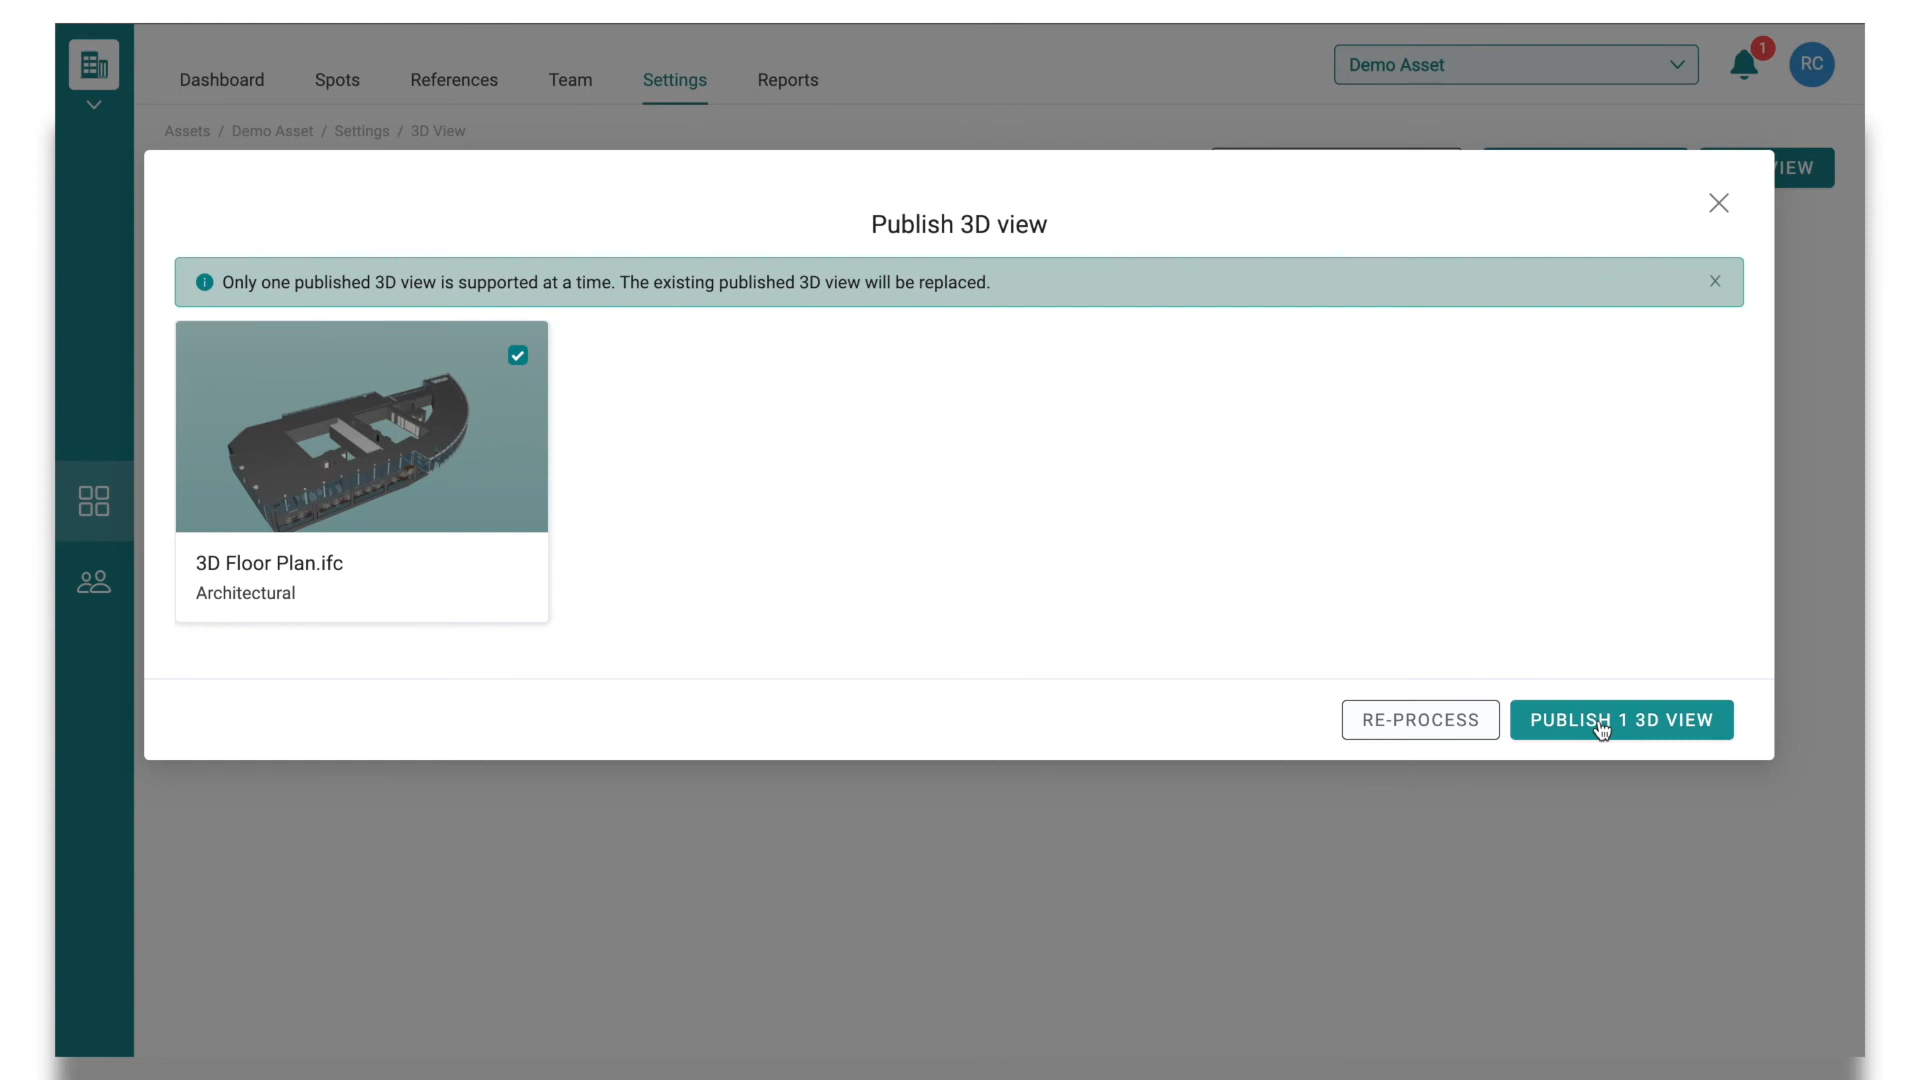 Dashboard
Spots
References
Team
Settings
Reports
Demo Asset
1
RC
Assets / Demo Asset / Settings / 3D View
Publish 3D view
Only one published 3D view is supported at a time. The existing published 3D view will be replaced.
3D Floor Plan.ifc
Architectural
RE-PROCESS
PUBLISH 1 3D VIEW